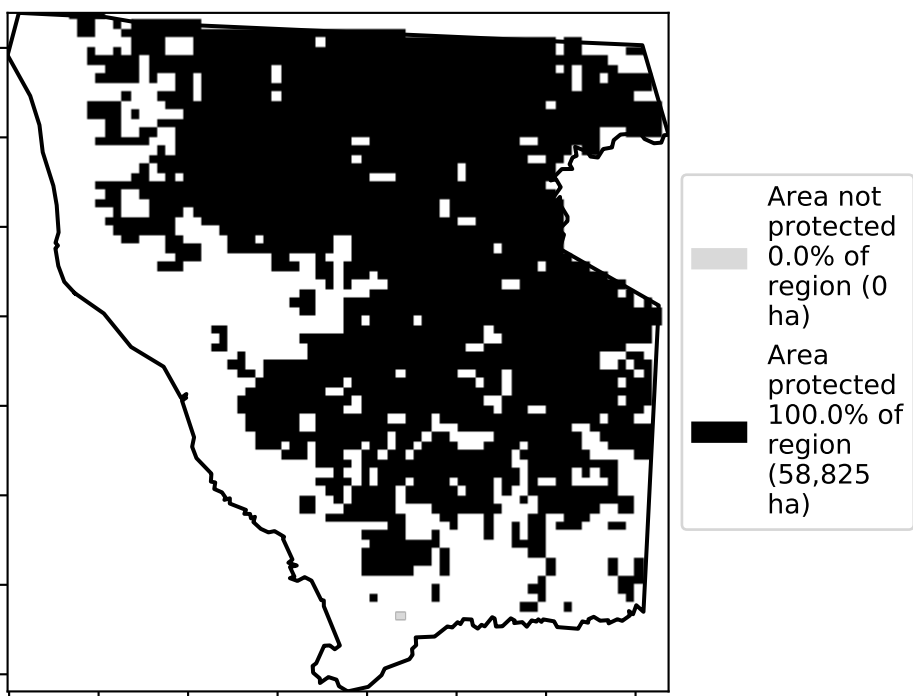 Area not
protected
0.0% of
region (0
ha)
Area
protected
100.0% of
region
(58,825
ha)